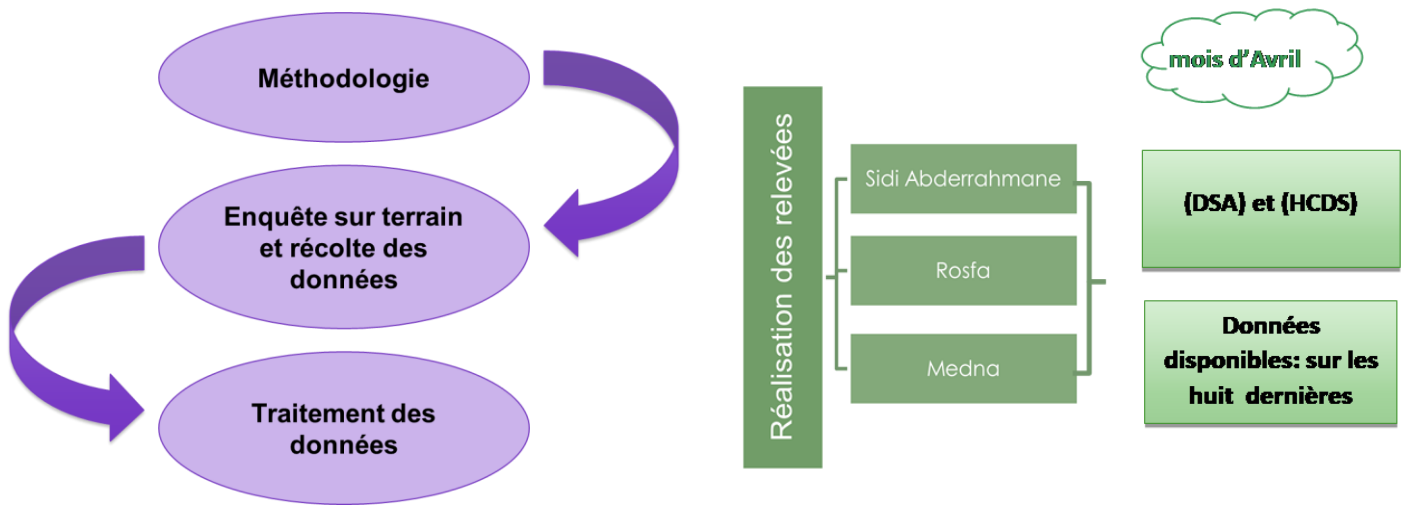 Méthodologie
Enquête sur terrain
et récolte des
données
Traitement des
données
Réalisation des relevées
Sidi Abderrahmane
Rosfa
Medna
mois d'Avril
(DSA) et (HCDS)
Données
disponibles: sur les
huit dernières